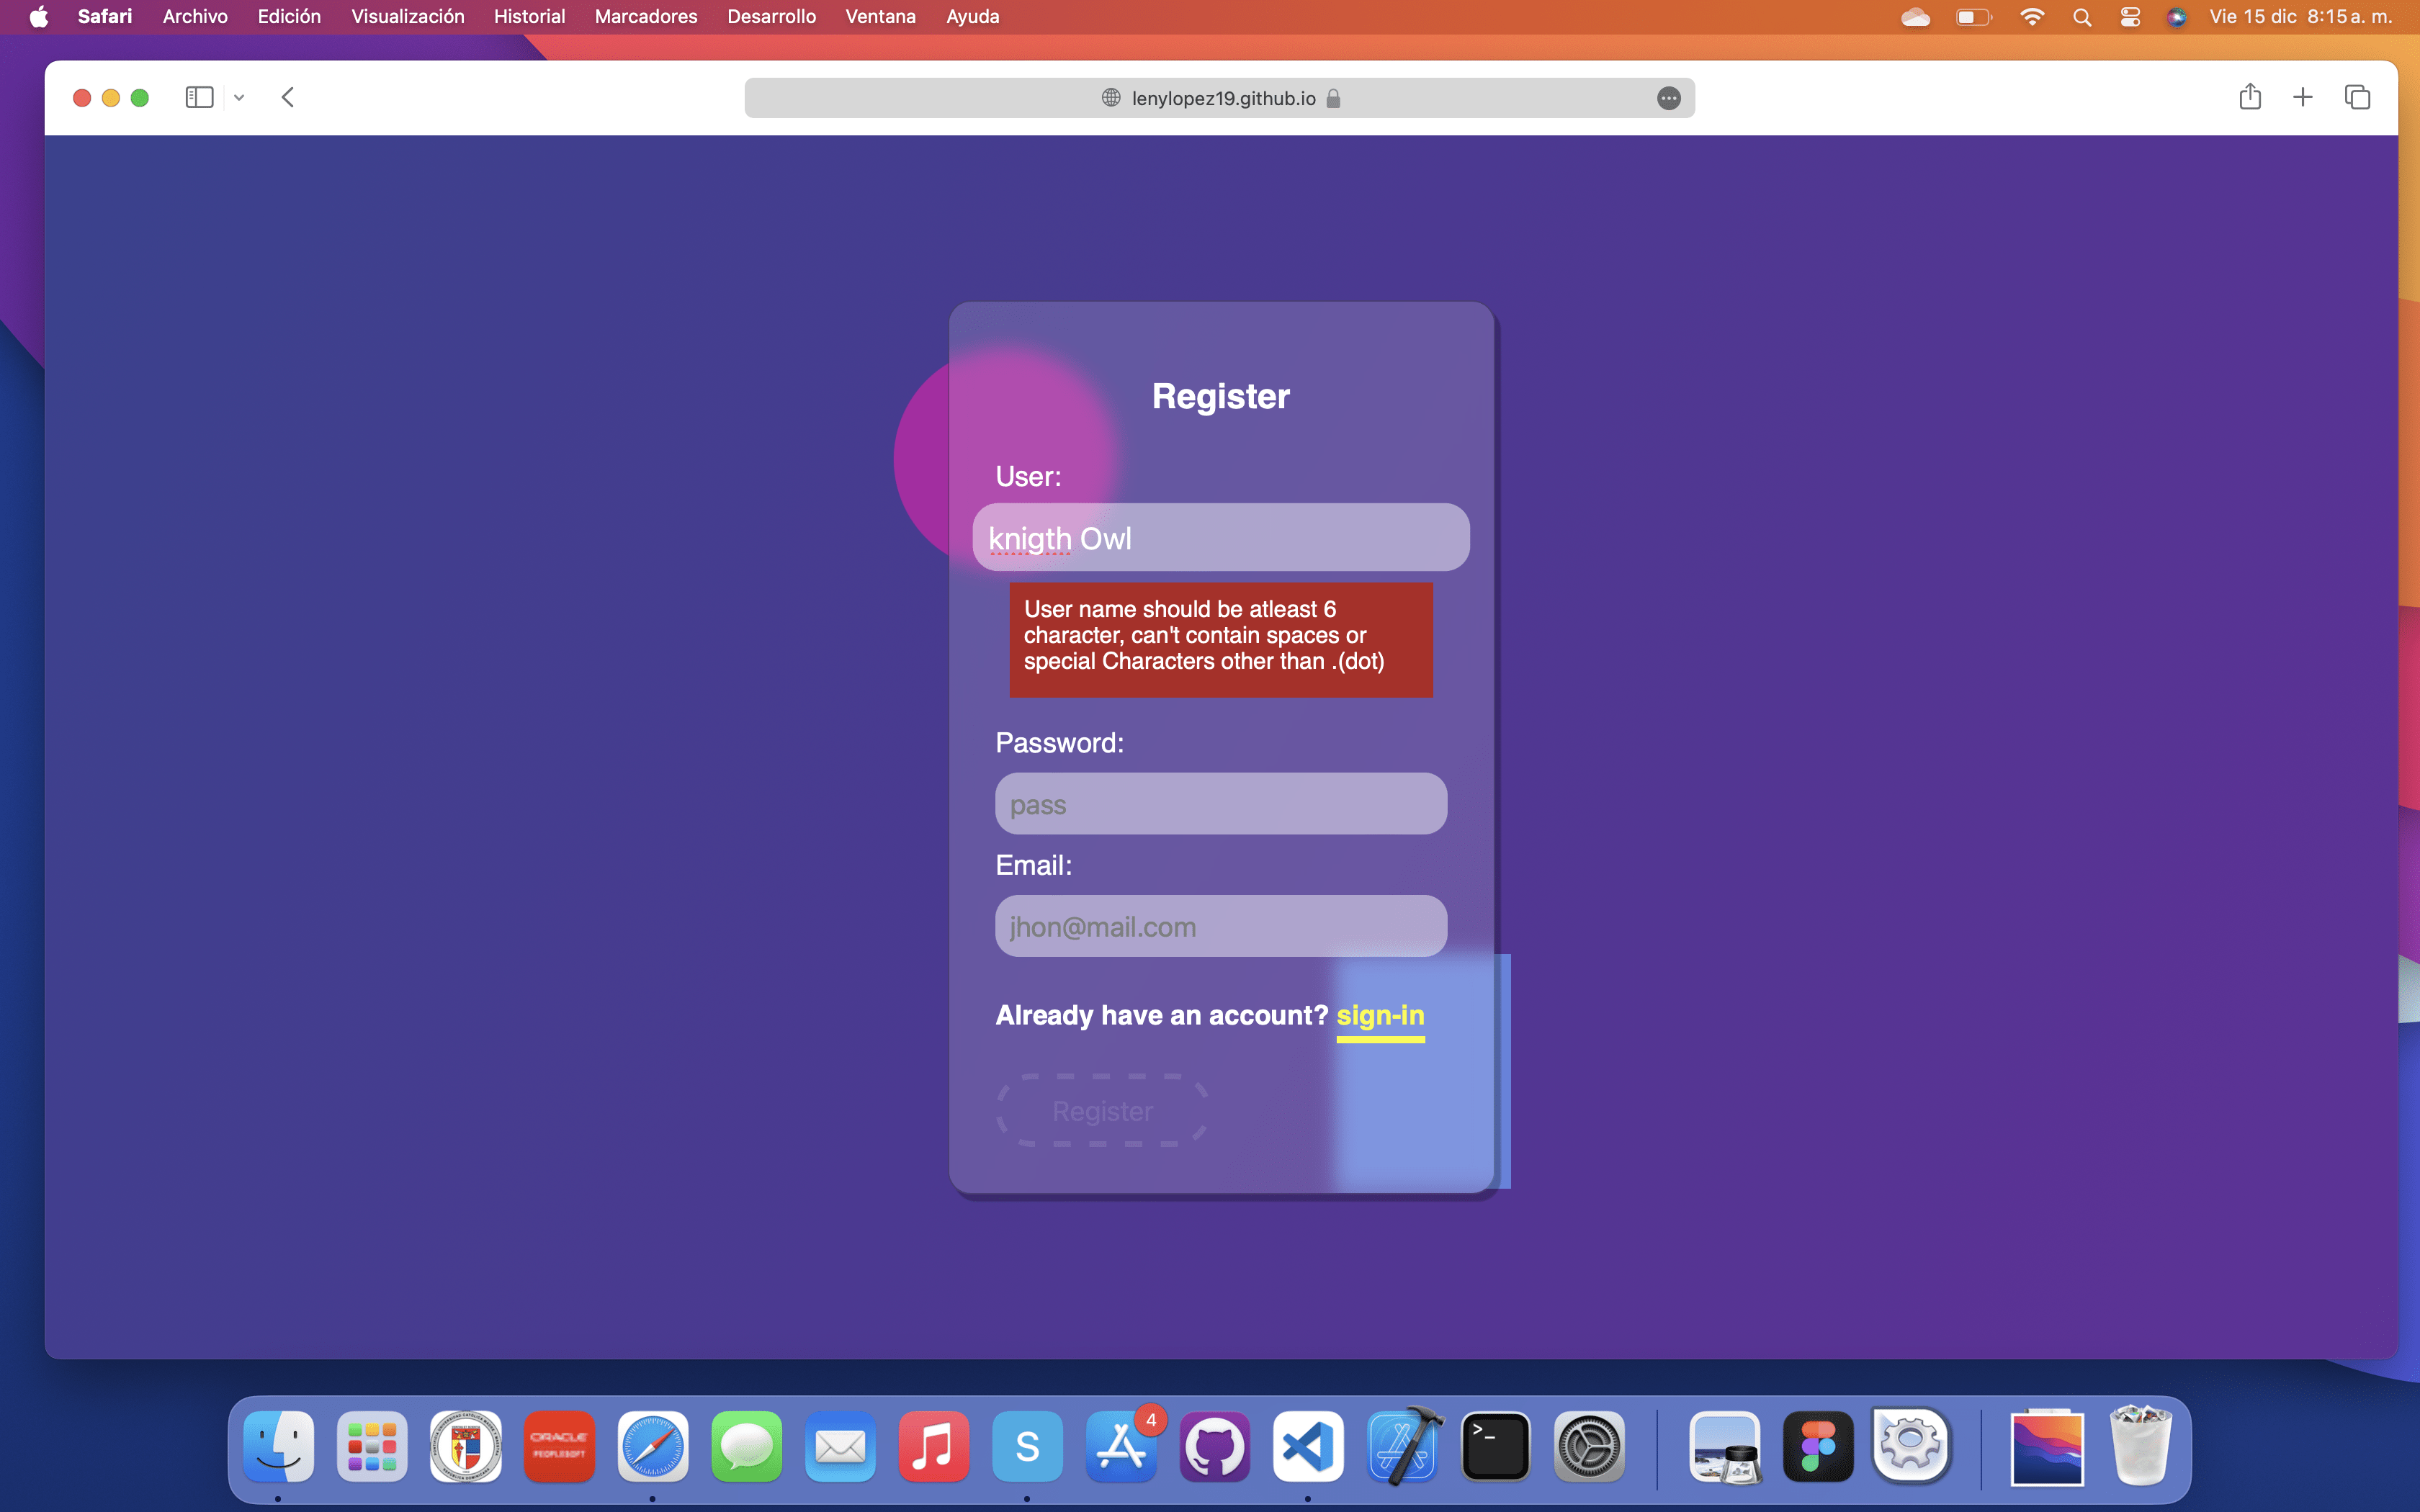 Safari Archivo Edición Visualización Historial Marcadores Desarrollo Ventana Ayuda Vie 15 dic 8:15 a. m.
lenylopez19.github.io
Register
User:
knigth Owl
User name should be atleast 6
character, can't contain spaces or
special Characters other than .(dot)
Password:
pass
Email:
jhon@mail.com
Already have an account? sign-in
Register
ORACLE
PEOPLESOFT
S
4
>_